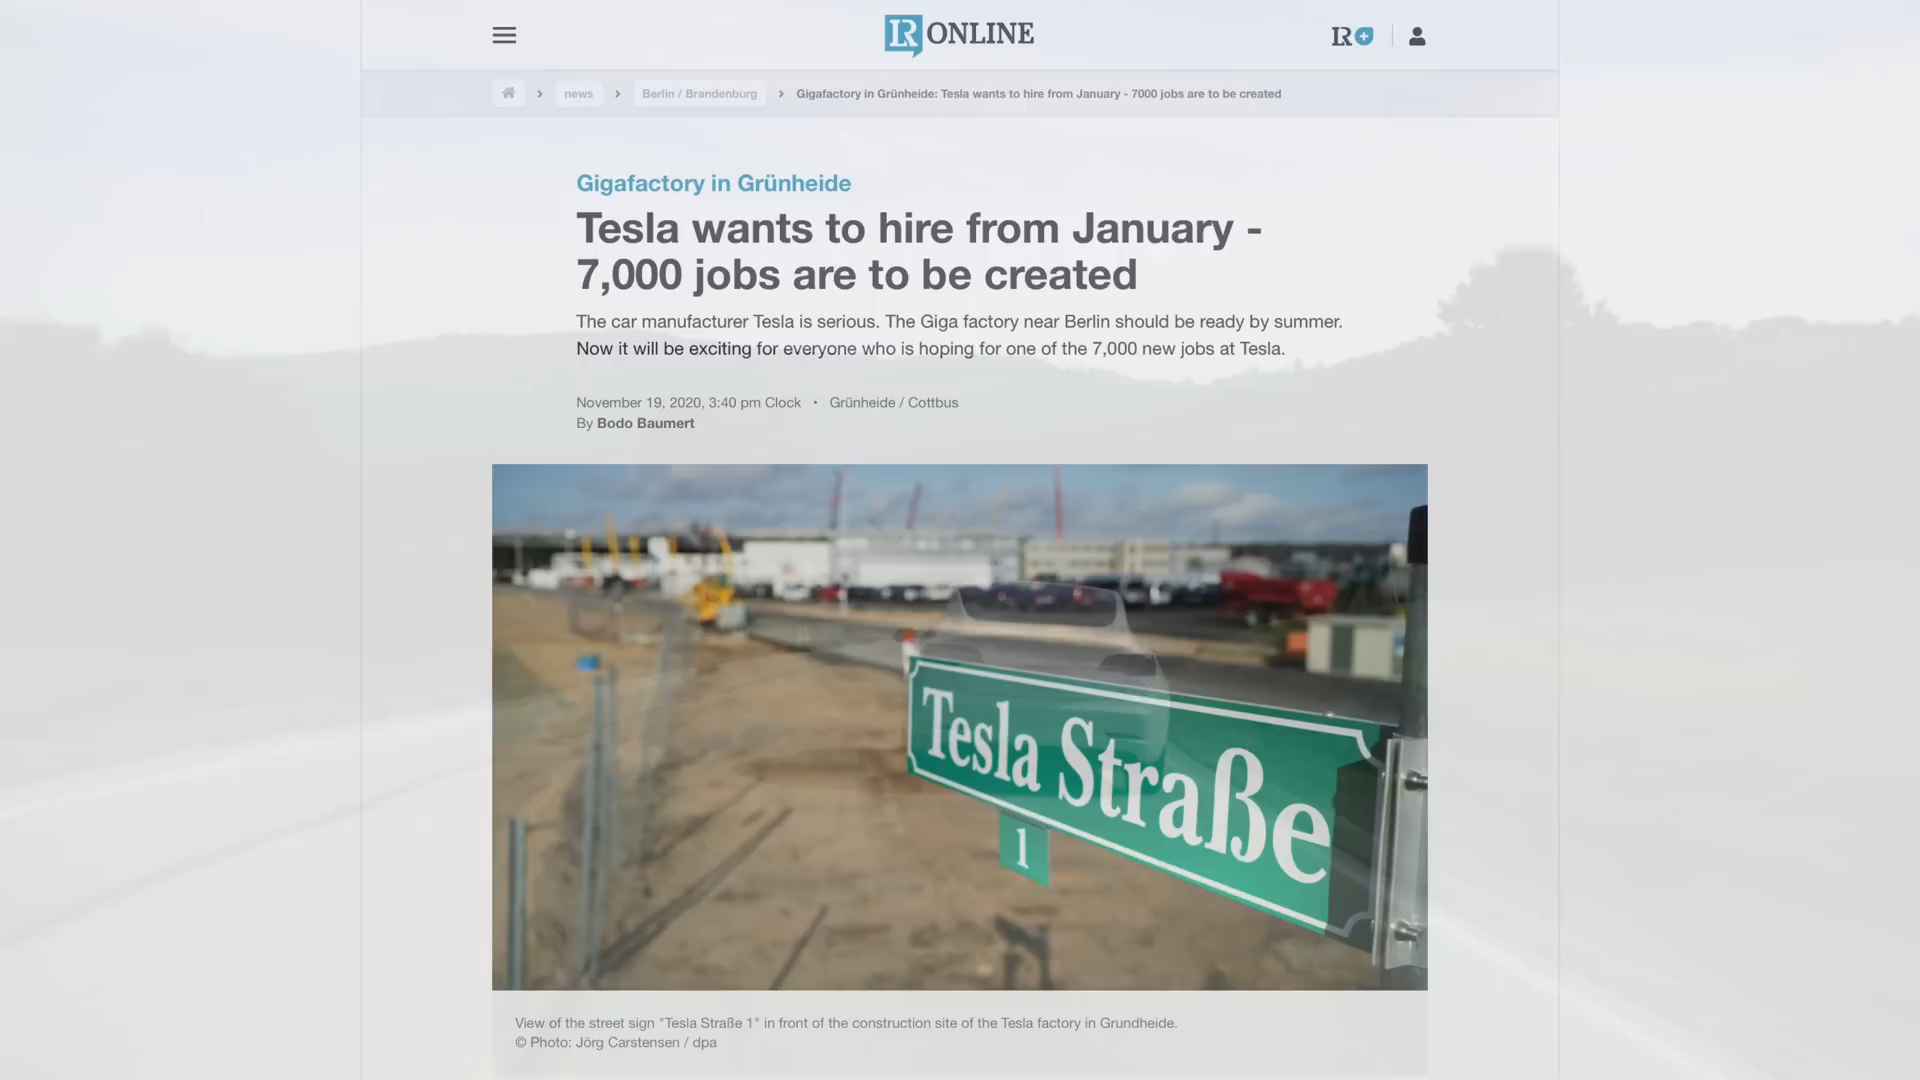 LR ONLINE
LR+
news
Berlin / Brandenburg
Gigafactory in Grünheide: Tesla wants to hire from January - 7000 jobs are to be created
Gigafactory in Grünheide
Tesla wants to hire from January -
7,000 jobs are to be created
The car manufacturer Tesla is serious. The Giga factory near Berlin should be ready by summer.
Now it will be exciting for everyone who is hoping for one of the 7,000 new jobs at Tesla.
November 19, 2020, 3:40 pm Clock • Grünheide / Cottbus
By Bodo Baumert
Tesla Straße
1
View of the street sign "Tesla Straße 1" in front of the construction site of the Tesla factory in Grundheide.
© Photo: Jörg Carstensen / dpa